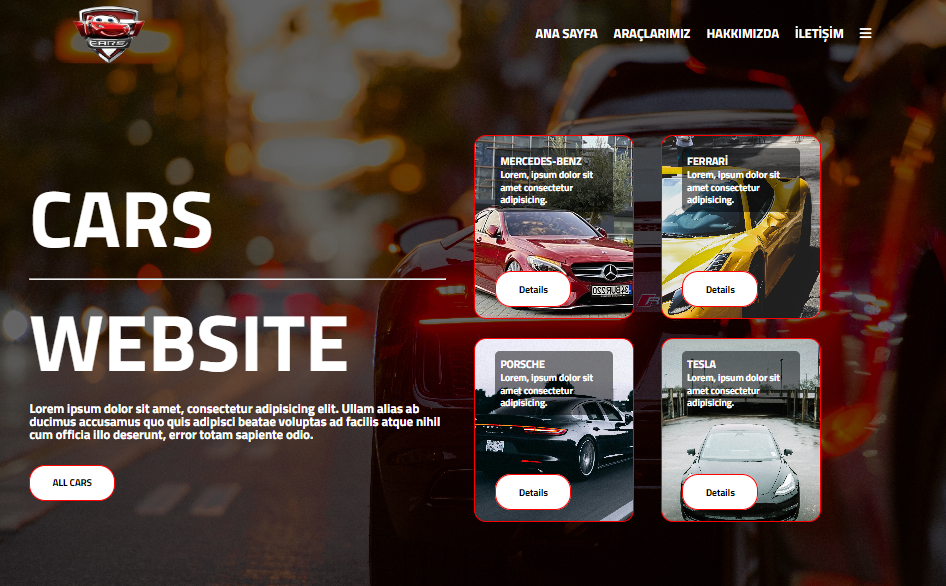 CARS
ANA SAYFA ARAÇLARIMIZ HAKKIMIZDA İLETİŞİM
CARS
WEBSITE
Lorem ipsum dolor sit amet, consectetur adipisicing elit. Ullam alias ab
ducimus accusamus quo quis adipisci beatae voluptas ad facilis atque nihil
cum officia illo deserunt, error totam sapiente odio.
ALL CARS
MERCEDES-BENZ
Lorem, ipsum dolor sit
amet consectetur
adipisicing.
Details
FERRARİ
Lorem, ipsum dolor sit
amet consectetur
adipisicing.
Details
PORSCHE
Lorem, ipsum dolor sit
amet consectetur
adipisicing.
Details
TESLA
Lorem, ipsum dolor sit
amet consectetur
adipisicing.
Details